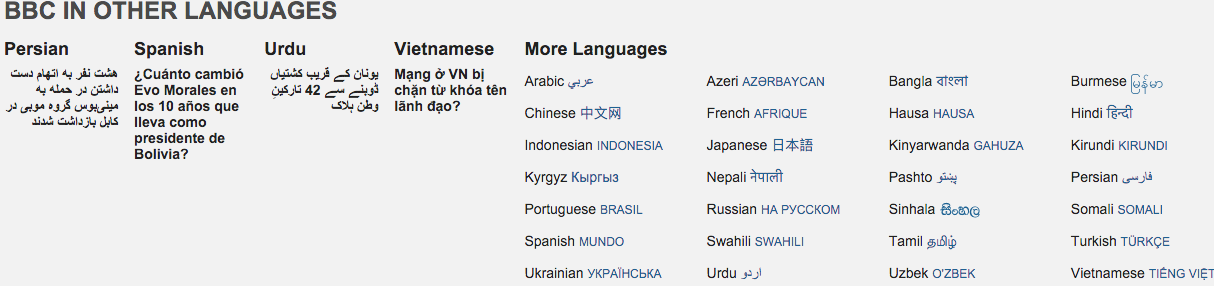 BBC IN OTHER LANGUAGES
Persian
هشت نفر به اتهام دست
داشتن در حمله به
مینی‌بوس گروه موبی در
کابل بازداشت شدند
Spanish
¿Cuánto cambió
Evo Morales en
los 10 años que
lleva como
presidente de
Bolivia?
Urdu
یونان کے قریب کشتیاں
ڈوبنے سے 42 تارکینِ
وطن ہلاک
Vietnamese
Mạng ở VN bị
chặn từ khóa tên
lãnh đạo?
More Languages
Arabic عربي
Azeri AZƏRBAYCAN
Bangla বাংলা
Burmese မြန်မာ
Chinese 中文网
French AFRIQUE
Hausa HAUSA
Hindi हिन्दी
Indonesian INDONESIA
Japanese 日本語
Kinyarwanda GAHUZA
Kirundi KIRUNDI
Kyrgyz Кыргыз
Nepali नेपाली
Pashto پښتو
Persian فارسی
Portuguese BRASIL
Russian НА РУССКОМ
Sinhala සිංහල
Somali SOMALI
Spanish MUNDO
Swahili SWAHILI
Tamil தமிழ்
Turkish TÜRKÇE
Ukrainian УКРАЇНСЬКА
Urdu اردو
Uzbek O'ZBEK
Vietnamese TIẾNG VIỆT